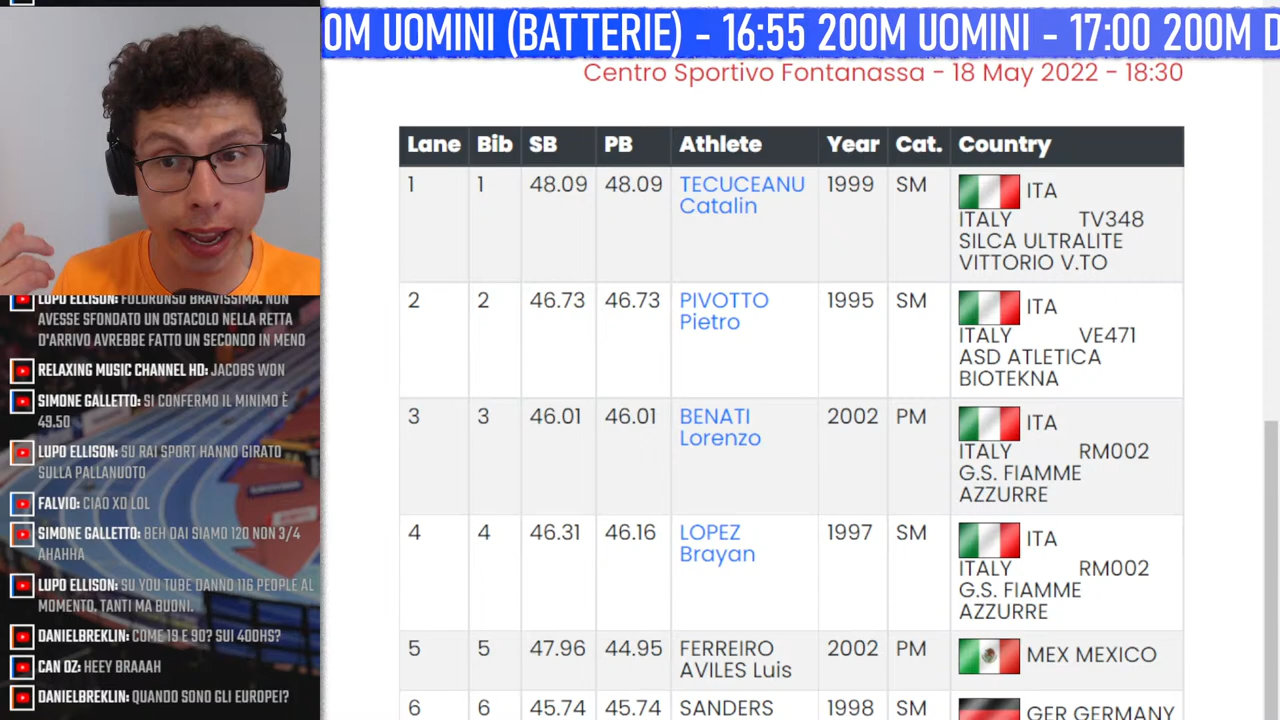 0M UOMINI (BATTERIE) - 16:55 200M UOMINI - 17:00 200M D
Centro Sportivo Fontanassa - 18 May 2022 - 18:30
Lane Bib SB PB Athlete Year Cat. Country
1 1 48.09 48.09 TECUCEANU Catalin 1999 SM ITA
ITALY TV348
SILCA ULTRALITE
VITTORIO V.TO
2 2 46.73 46.73 PIVOTTO Pietro 1995 SM ITA
ITALY VE471
ASD ATLETICA
BIOTEKNA
3 3 46.01 46.01 BENATI Lorenzo 2002 PM ITA
ITALY RM002
G.S. FIAMME
AZZURRE
4 4 46.31 46.16 LOPEZ Brayan 1997 SM ITA
ITALY RM002
G.S. FIAMME
AZZURRE
5 5 47.96 44.95 FERREIRO AVILES Luis 2002 PM MEX MEXICO
6 6 45.74 45.74 SANDERS 1998 SM GER GERMANY
LUPO ELLISON: FOLORUNSO BRAVISSIMA. NON
AVESSE SFONDATO UN OSTACOLO NELLA RETTA
D'ARRIVO AVREBBE FATTO UN SECONDO IN MENO
RELAXING MUSIC CHANNEL HD: JACOBS WON
SIMONE GALLETTO: SI CONFERMO IL MINIMO È
49.50
LUPO ELLISON: SU RAI SPORT HANNO GIRATO
SULLA PALLANUOTO
FALVIO: CIAO XD LOL
SIMONE GALLETTO: BEH DAI SIAMO 120 NON 3/4
AHAHHA
LUPO ELLISON: SU YOU TUBE DANNO 116 PEOPLE AL
MOMENTO, TANTI MA BUONI.
DANIELBREKLIN: COME 19 E 90? SUI 400HS?
CAN OZ: HEEY BRAAAH
DANIELBREKLIN: QUANDO SONO GLI EUROPEI?